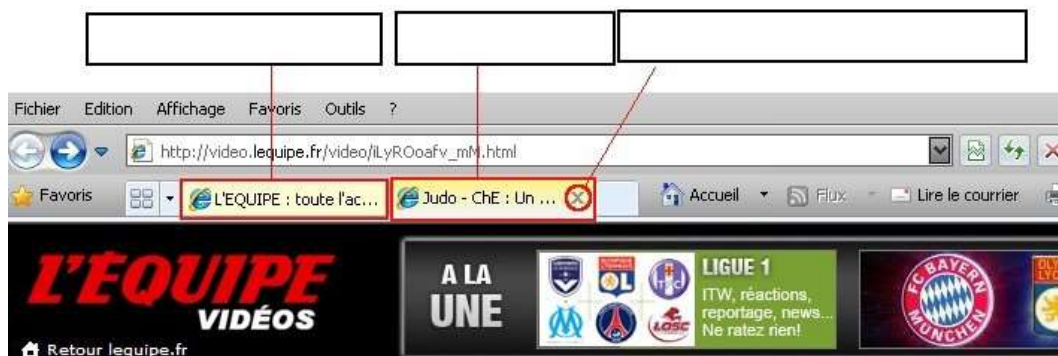 Fichier Edition Affichage Favoris Outils ?
http://video.lequipe.fr/video/iLyROoafv_mM.html
Favoris L'EQUIPE : toute l'ac... Judo - ChE : Un ... Accueil Flux Lire le courrier
L'ÉQUIPE
VIDÉOS
Retour lequipe.fr
A LA
UNE
LIGUE 1
ITW, réactions,
reportage, news...
Ne ratez rien!
FC BAYERN
MÜNCHEN